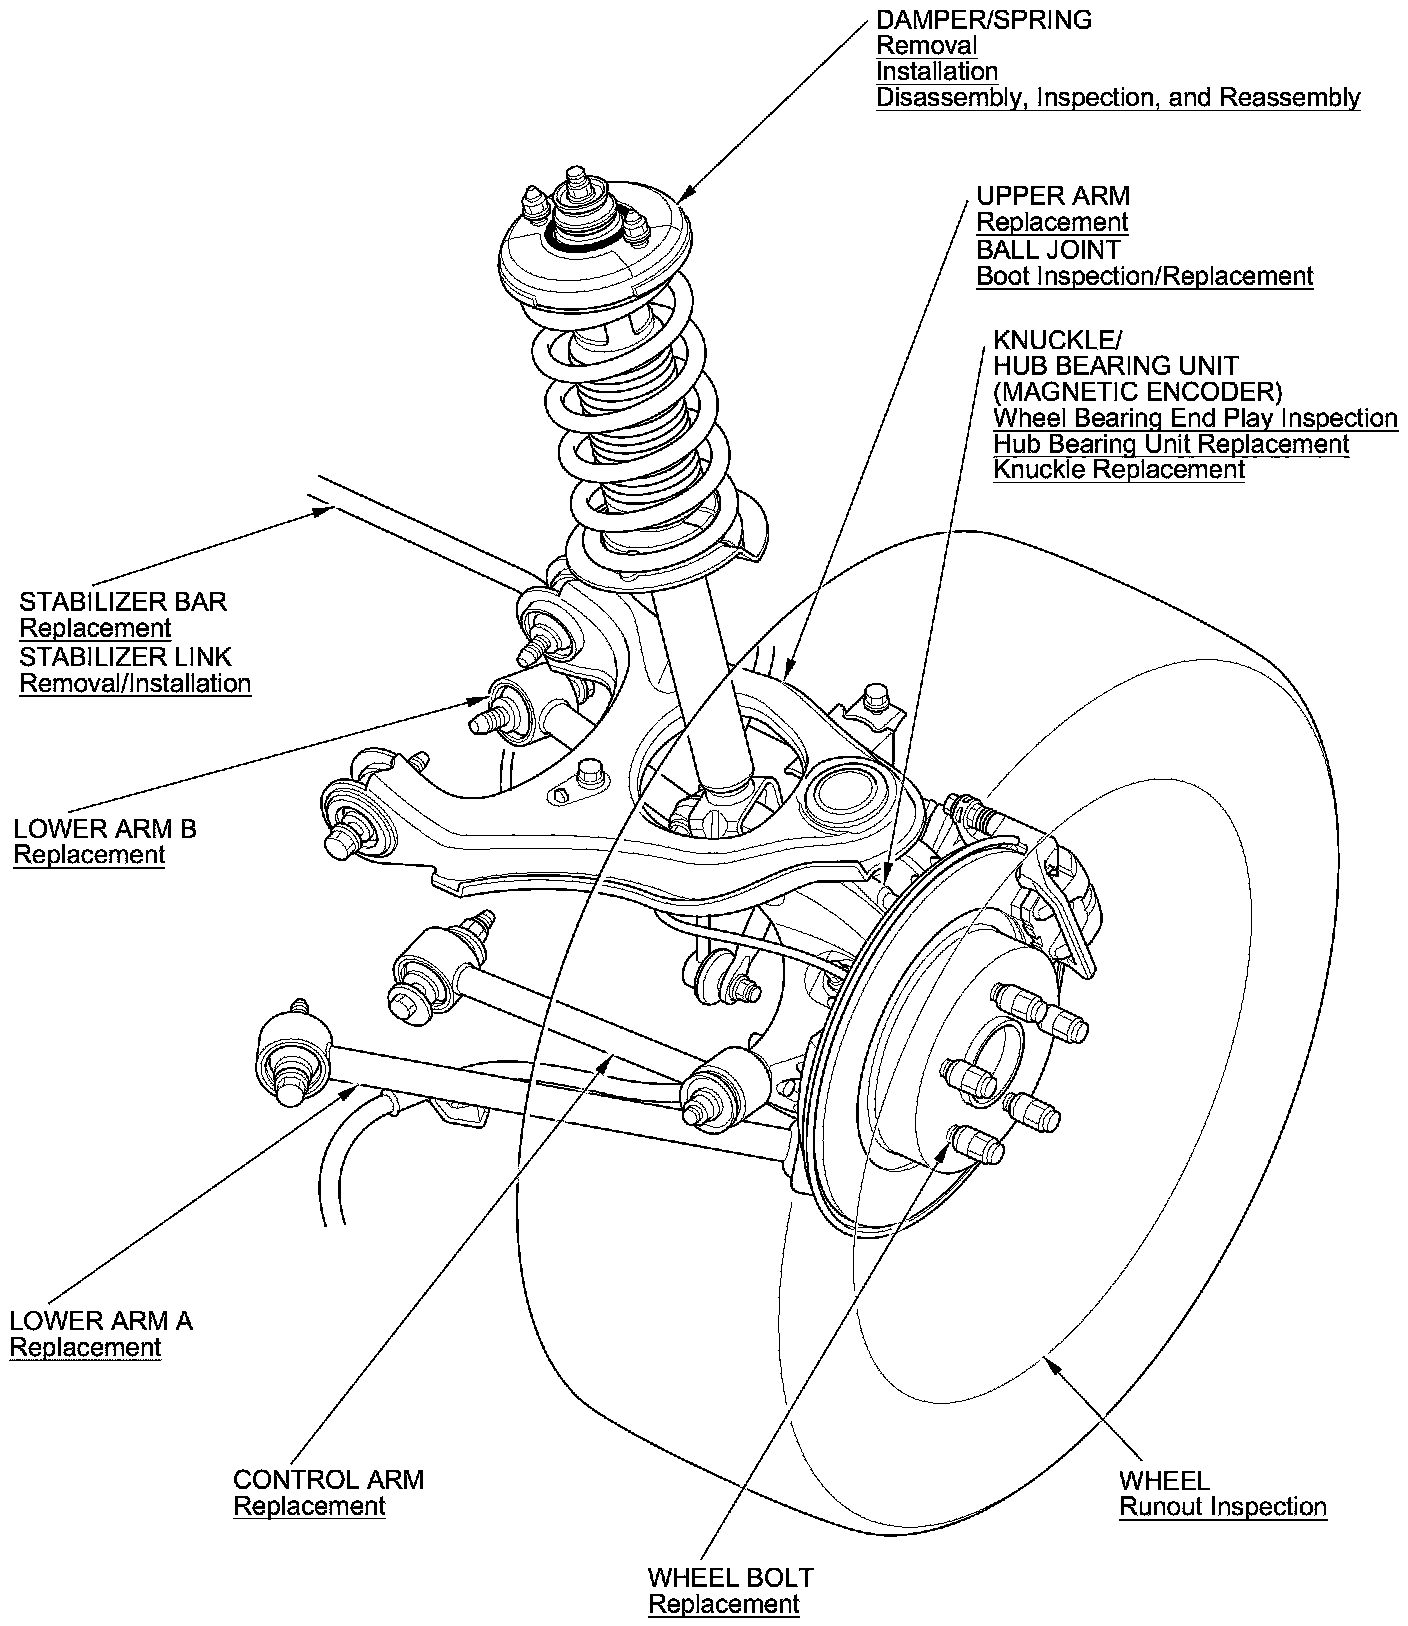 DAMPER/SPRING
Removal
Installation
Disassembly, Inspection, and Reassembly
UPPER ARM
Replacement
BALL JOINT
Boot Inspection/Replacement
KNUCKLE/
HUB BEARING UNIT
(MAGNETIC ENCODER)
Wheel Bearing End Play Inspection
Hub Bearing Unit Replacement
Knuckle Replacement
STABILIZER BAR
Replacement
STABILIZER LINK
Removal/Installation
LOWER ARM B
Replacement
LOWER ARM A
Replacement
CONTROL ARM
Replacement
WHEEL
Runout Inspection
WHEEL BOLT
Replacement